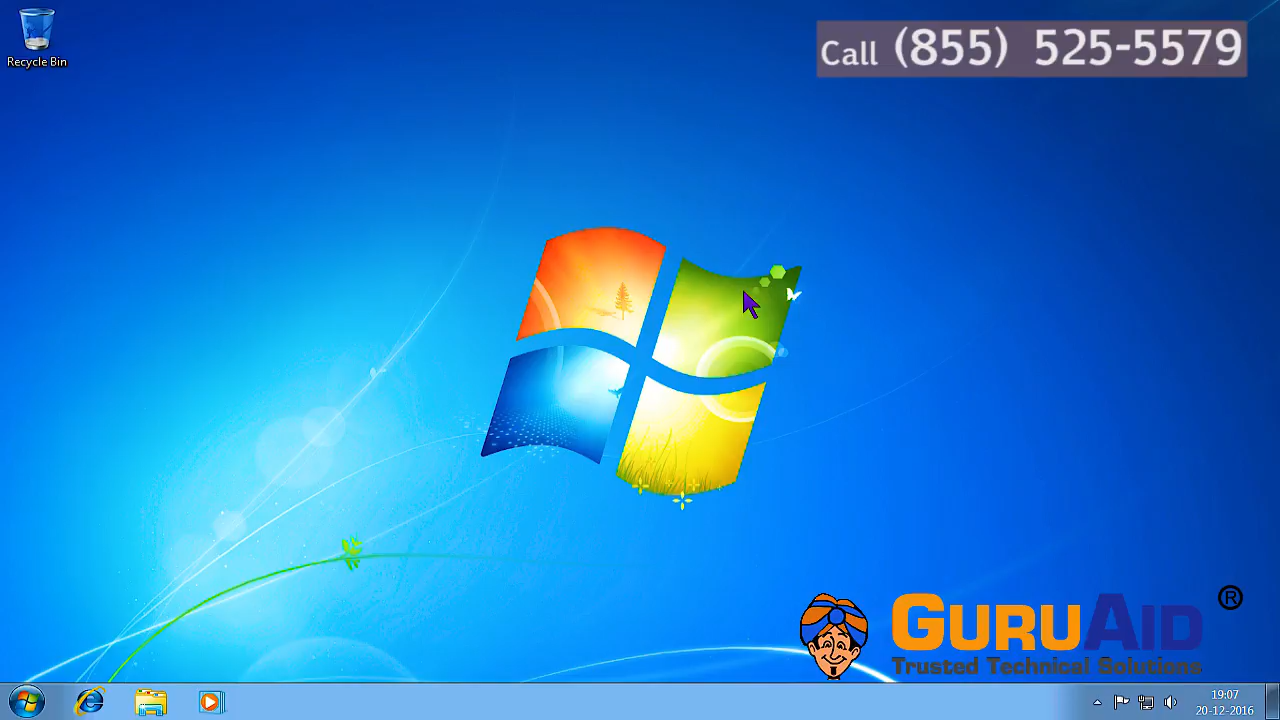 Call (855) 525-5579
Recycle Bin
GURUAID ®
Trusted Technical Solutions
19:07
20-12-2016